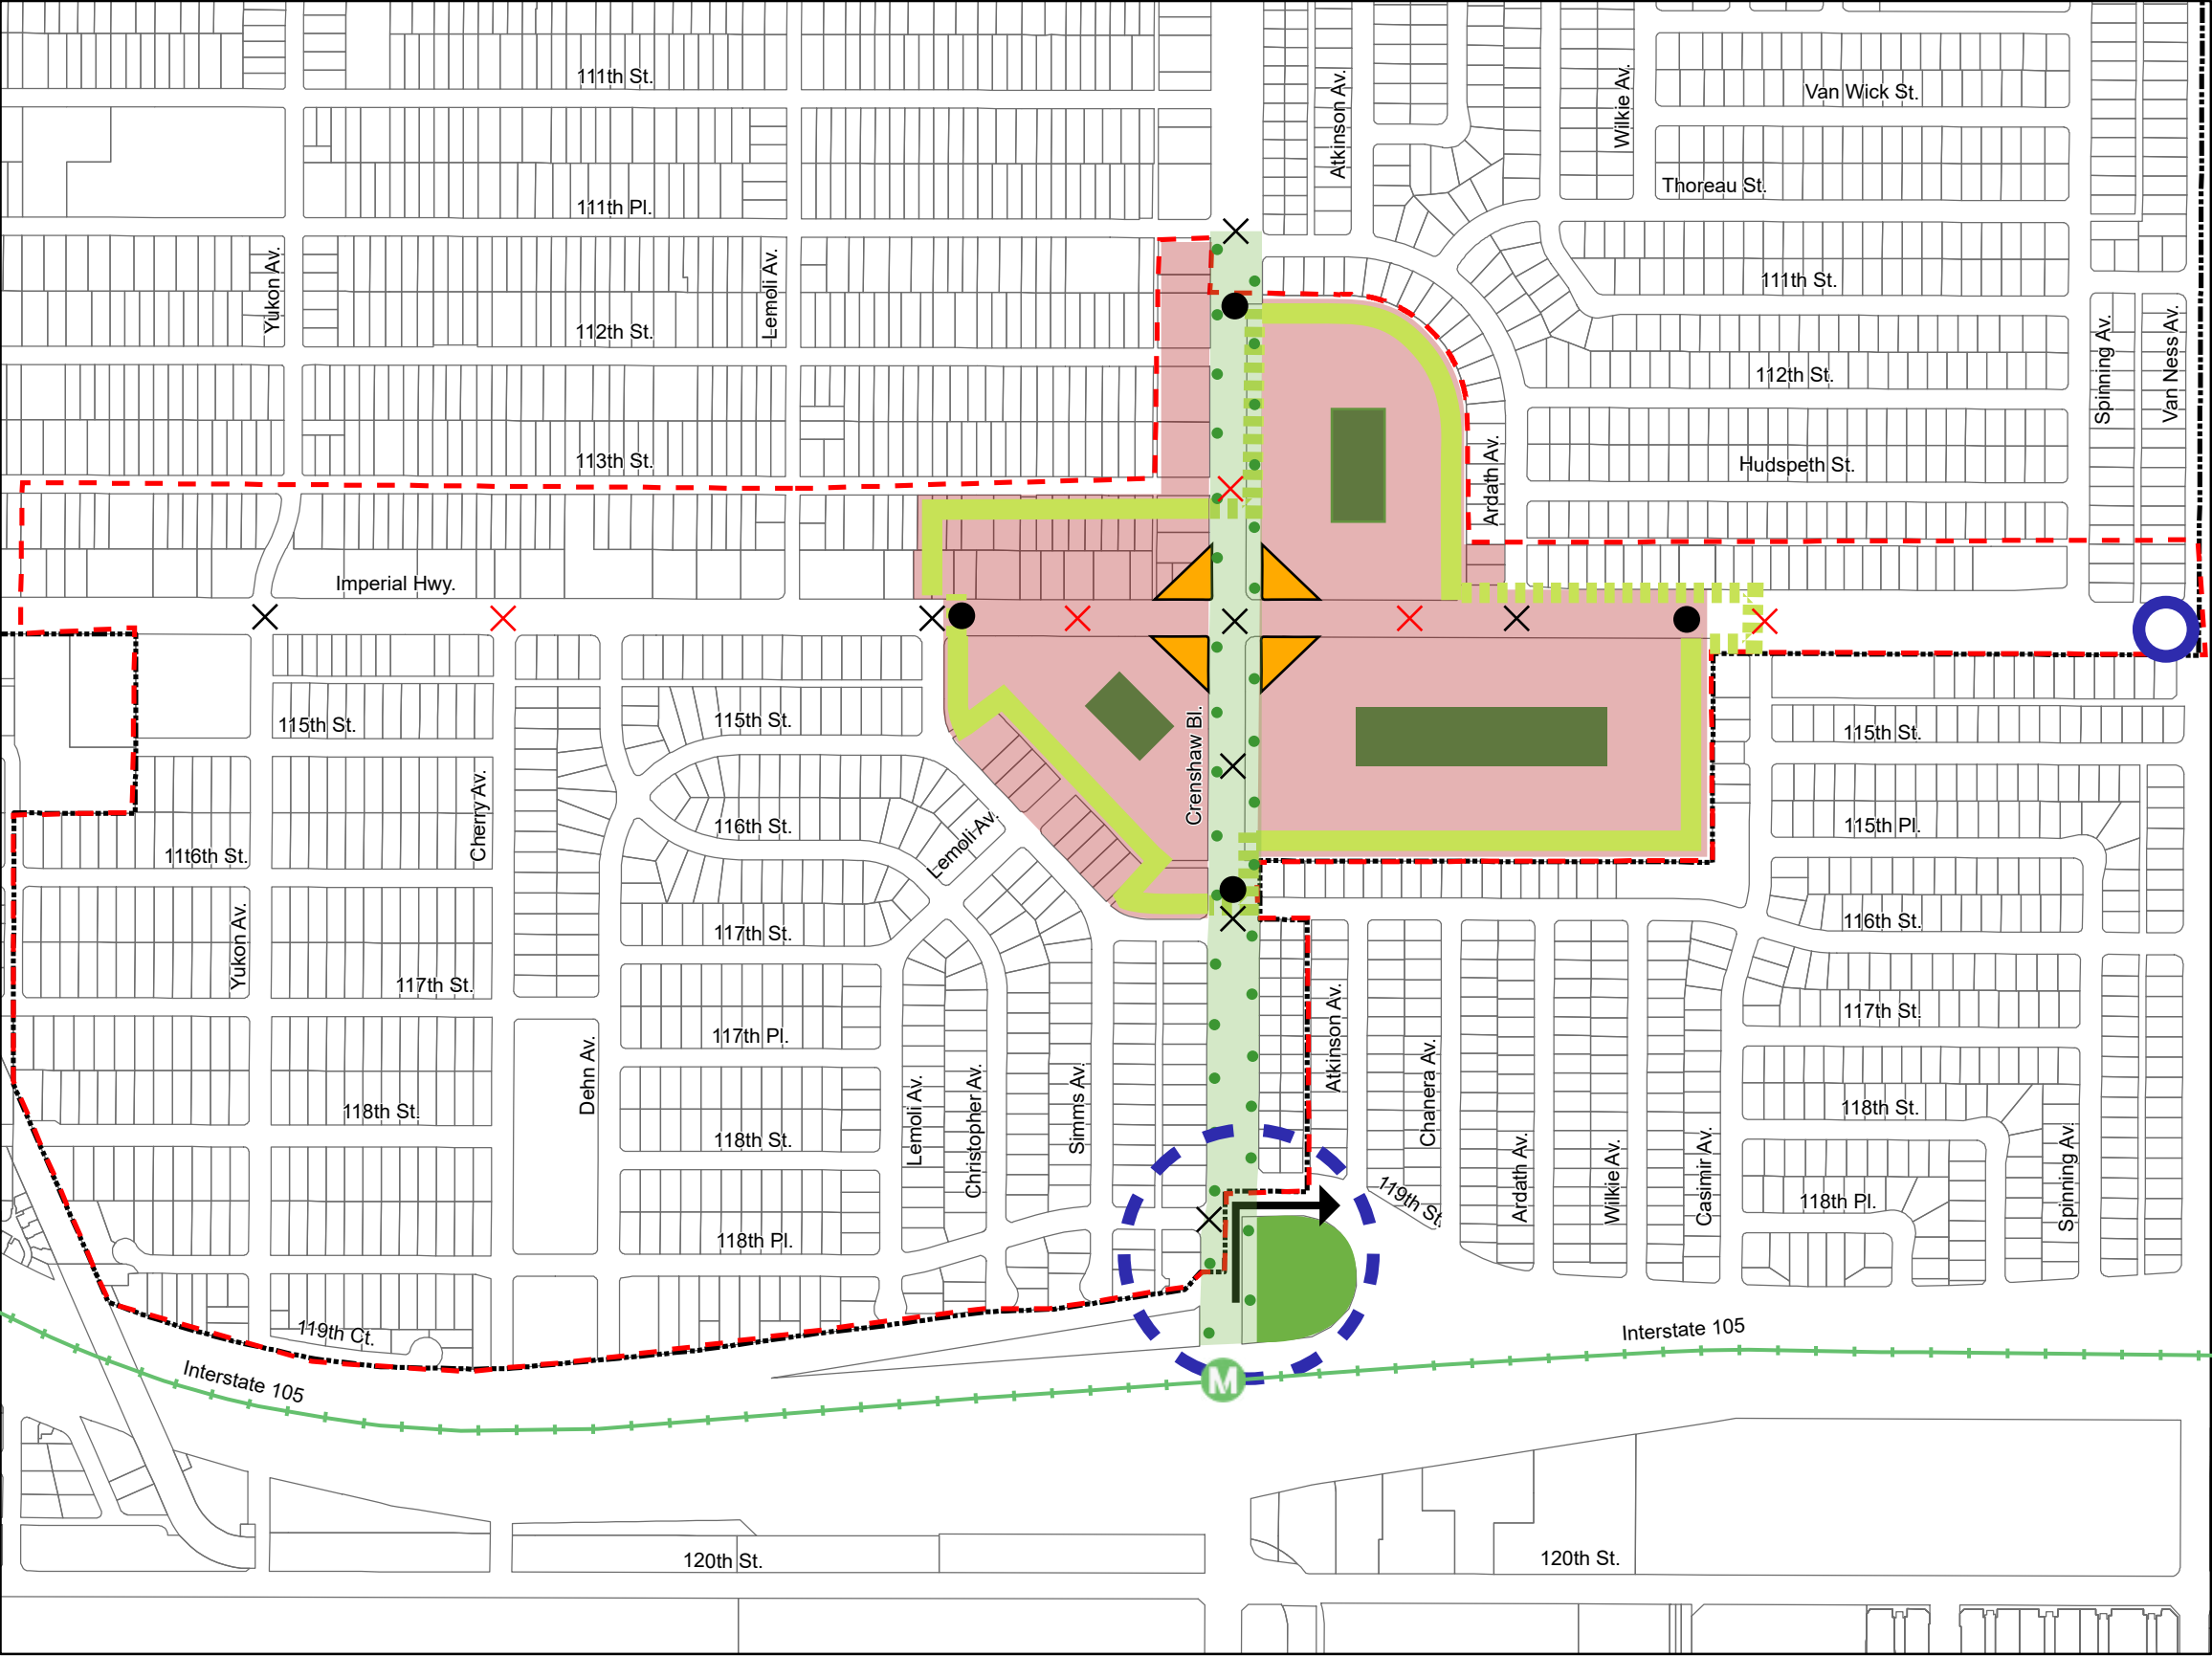 111th St.
Van Wick St.
Atkinson Av.
Wilkie Av.
Thoreau St.
111th Pl.
Yukon Av.
Lemoli Av.
111th St.
112th St.
Spinning Av.
Van Ness Av.
112th St.
113th St.
Ardath Av.
Hudspeth St.
Imperial Hwy.
115th St.
115th St.
Crenshaw Bl.
115th St.
Cherry Av.
116th St.
Lemoli Av.
115th Pl.
11t6th St.
Yukon Av.
117th St.
116th St.
117th St.
117th Pl.
Atkinson Av.
117th St.
Dehn Av.
118th St.
118th St.
Lemoli Av.
Christopher Av.
Simms Av.
Chanera Av.
118th St.
Ardath Av.
Wilkie Av.
Casimir Av.
Spinning Av.
119th St.
118th Pl.
118th Pl.
119th Ct.
Interstate 105
Interstate 105
M
120th St.
120th St.